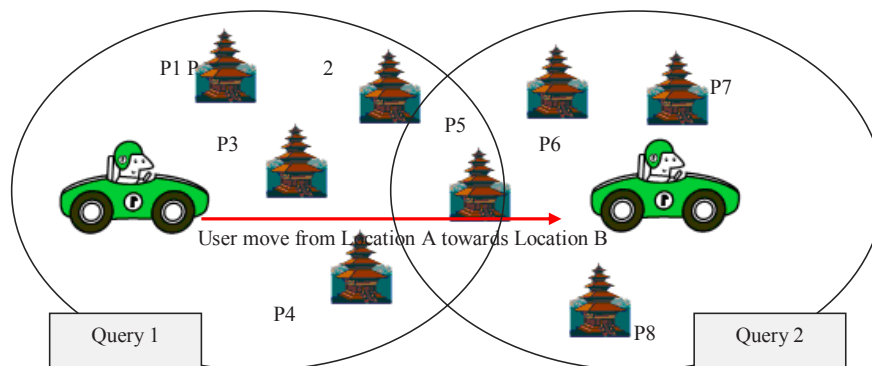 P1 P
2
P7
P5
P3
P6
User move from Location A towards Location B
P4
Query 1
P8
Query 2